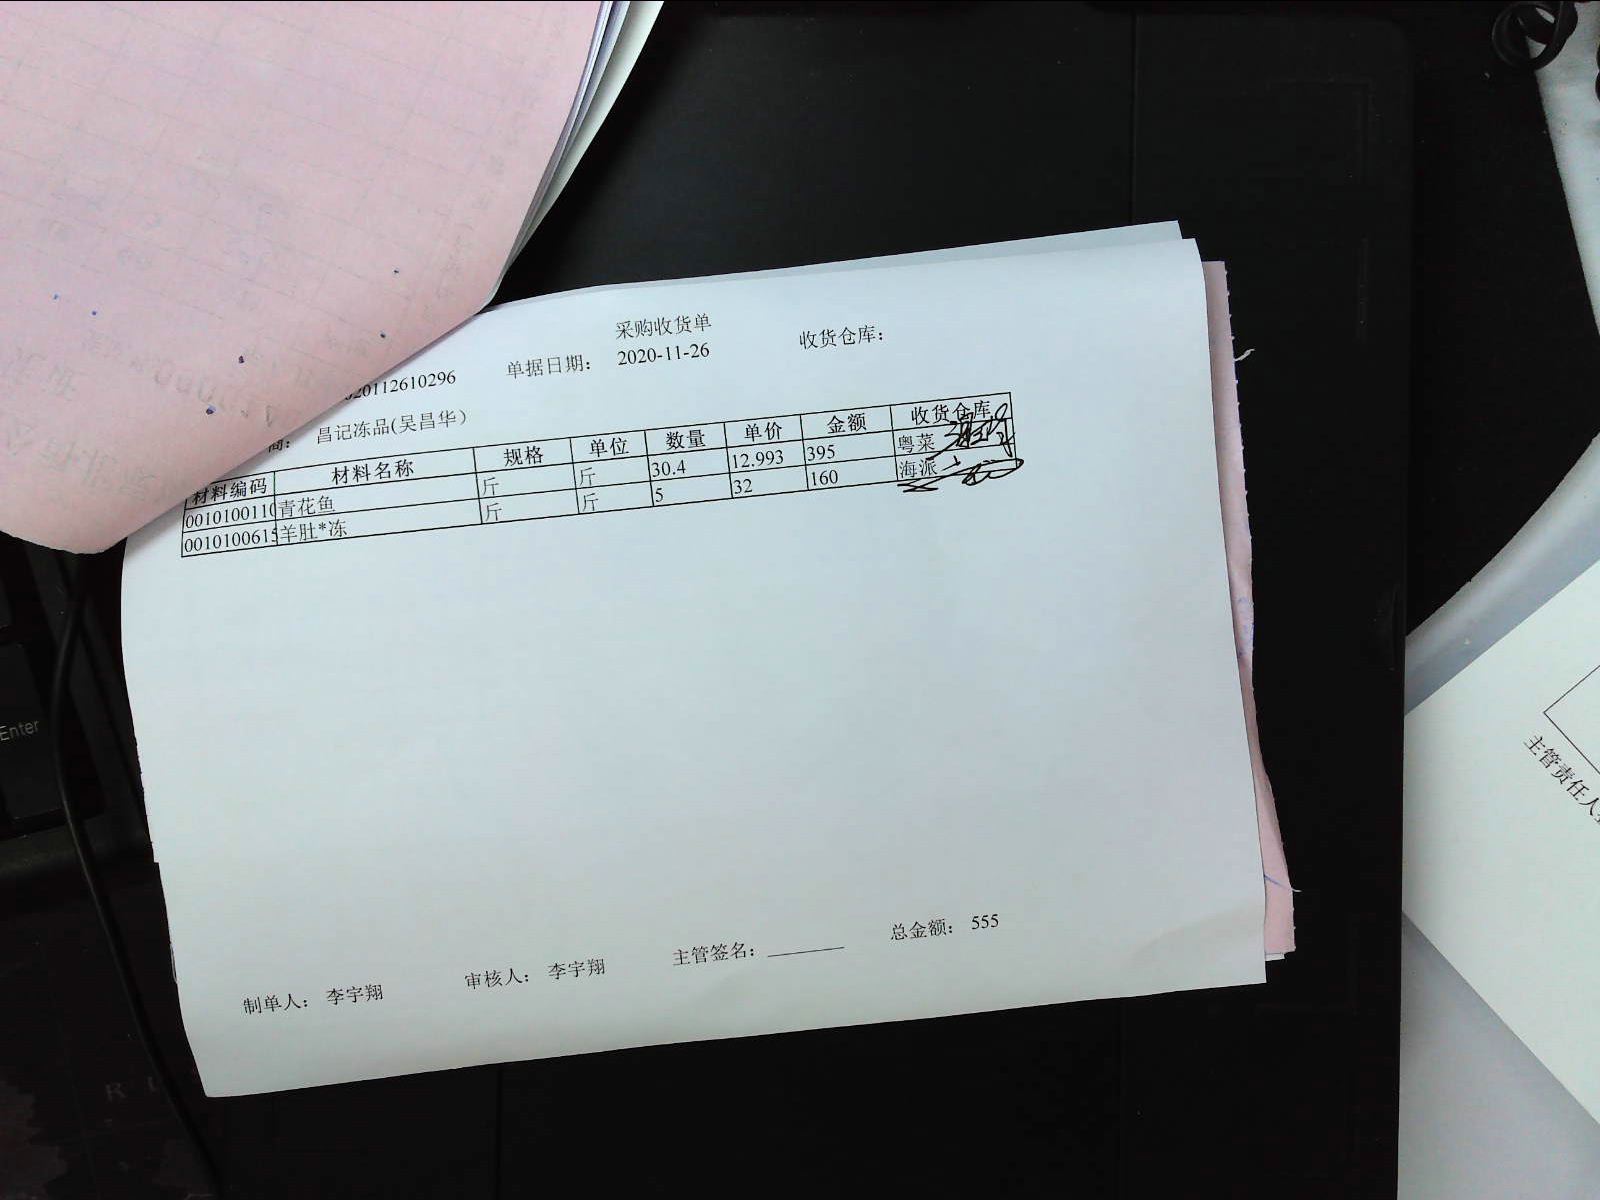 采购收货单
20112610296 单据日期: 2020-11-26 收货仓库:
商: 昌记冻品(吴昌华)
材料编码 材料名称 规格 单位 数量 单价 金额 收货仓库
0010100110 青花鱼 斤 斤 30.4 12.993 395 粤菜
001010061 羊肚*冻 斤 斤 5 32 160 海派
制单人: 李宇翔 审核人: 李宇翔 主管签名: 总金额: 555
主管责任人
Enter